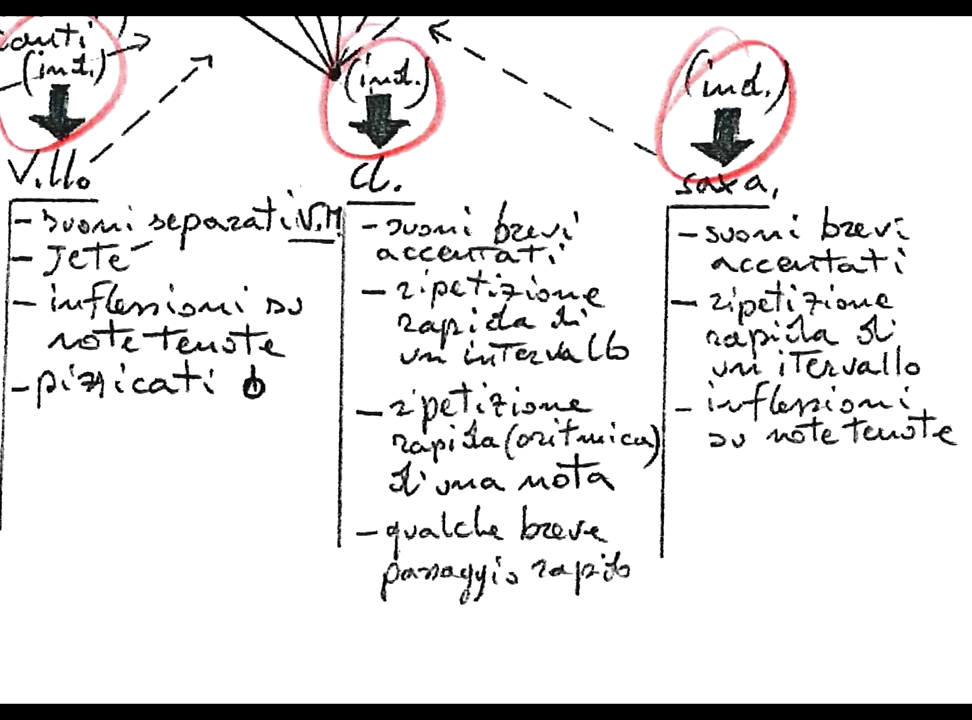 (ind.)
(ind.)
(ind.)
V.llo
- suoni separati V.M
- Jeté
- inflessioni su
note tenute
- pizzicati
cl.
- suoni brevi
accentati
- ripetizione
rapida di
un intervallo
- ripetizione
rapida (aritmica)
di una nota
- qualche breve
passaggio rapido
saxa.
- suoni brevi
accentati
- ripetizione
rapida di
un itervallo
- inflessioni
su note tenute